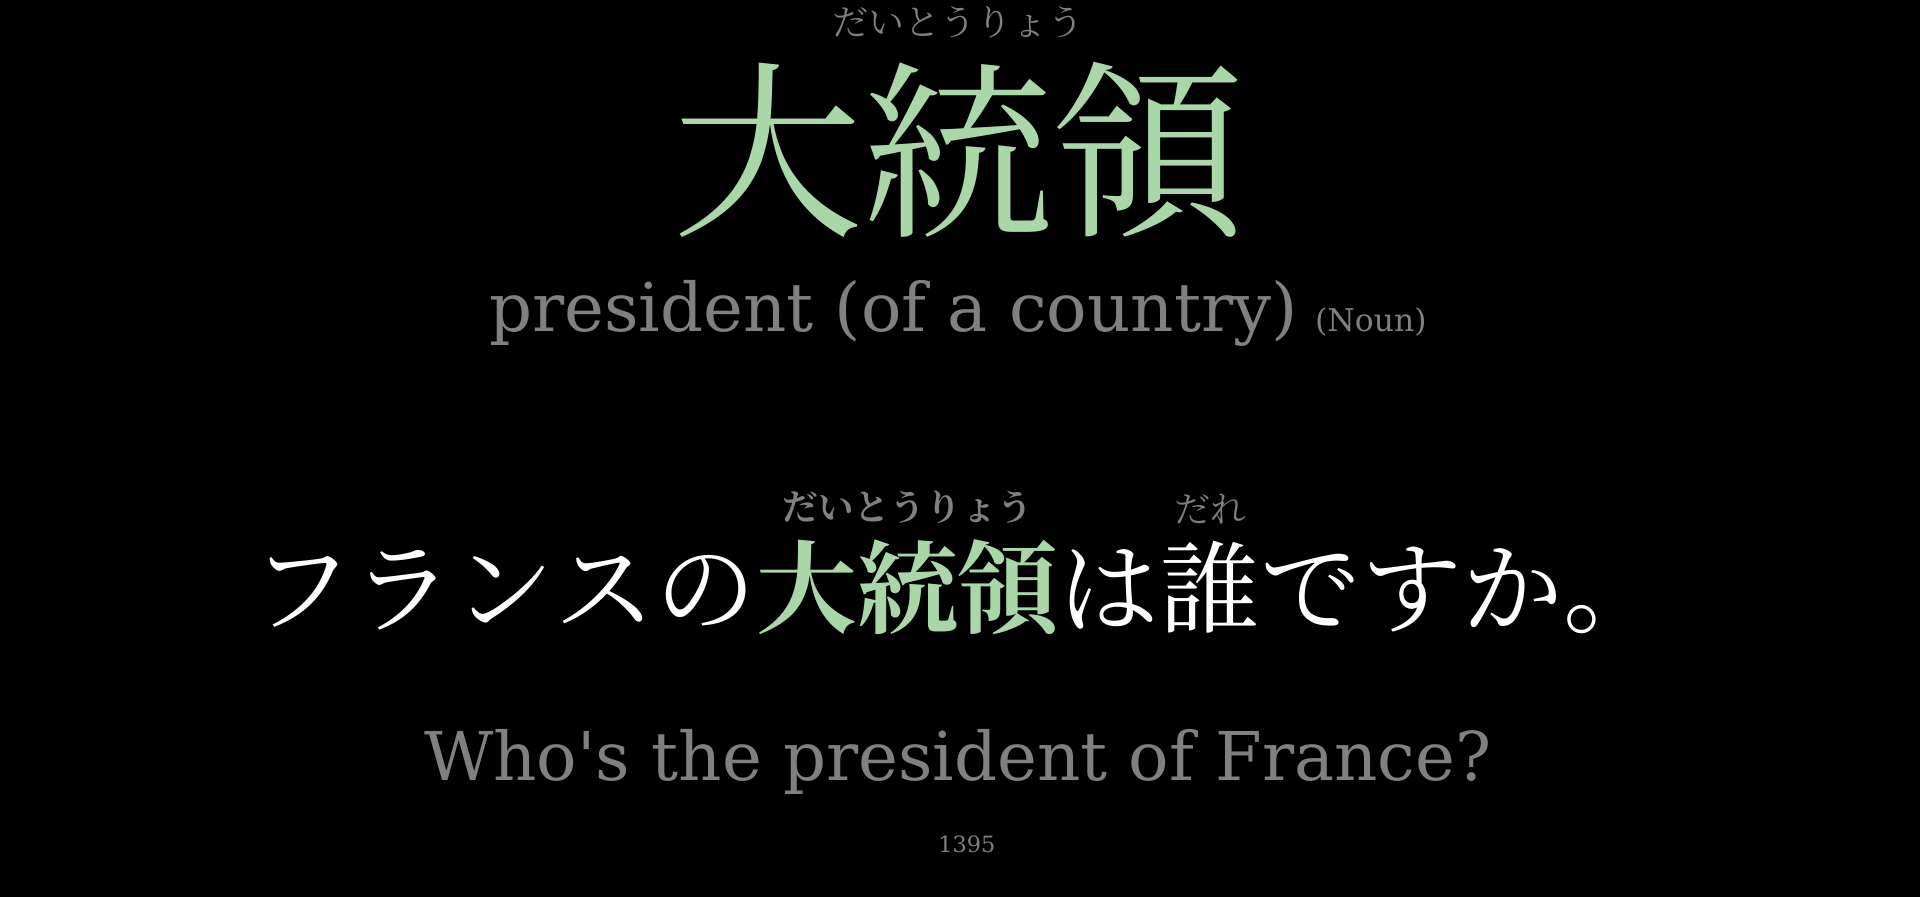 だいとうりょう
大統領
president (of a country) (Noun)
だいとうりょう だれ
フランスの大統領は誰ですか。
Who's the president of France?
1395